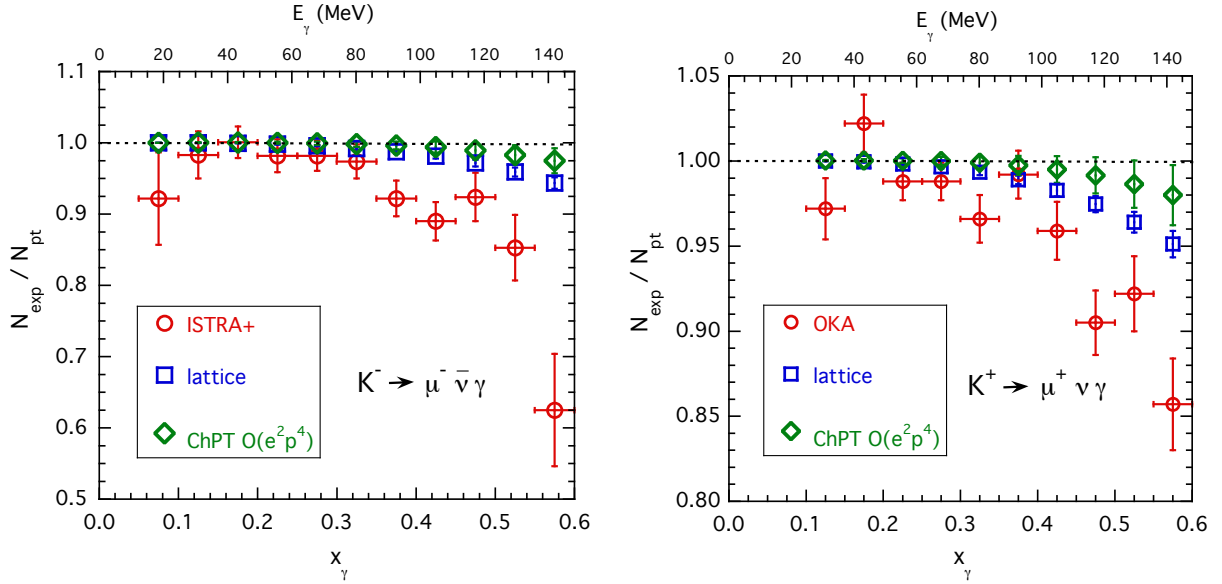 E_γ (MeV)
0 20 40 60 80 100 120 140
1.1
1.0
0.9
0.8
0.7
0.6
0.5
N_exp / N_pt
ISTRA+
lattice
ChPT O(e²p⁴)
K⁻ → μ⁻ ν̄ γ
0.0 0.1 0.2 0.3 0.4 0.5 0.6
x_γ
E_γ (MeV)
0 20 40 60 80 100 120 140
1.05
1.00
0.95
0.90
0.85
0.80
N_exp / N_pt
OKA
lattice
ChPT O(e²p⁴)
K⁺ → μ⁺ ν γ
0.0 0.1 0.2 0.3 0.4 0.5 0.6
x_γ